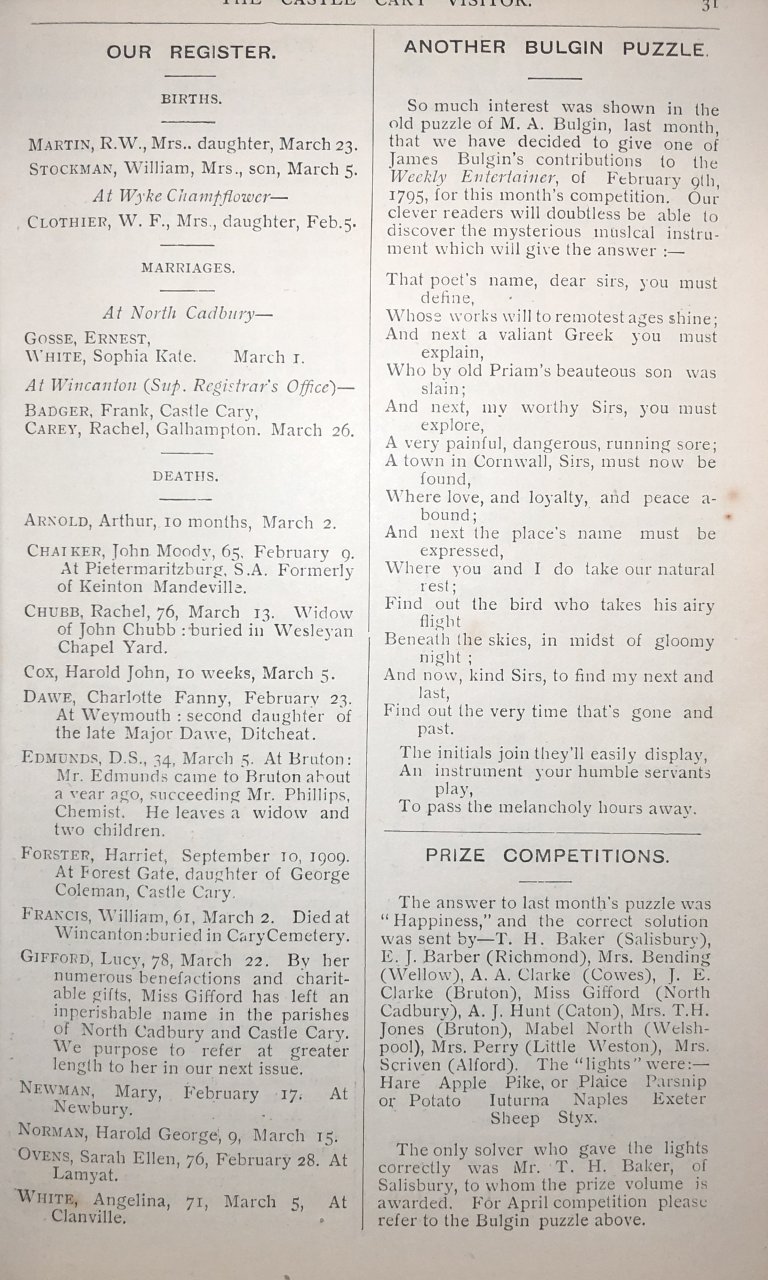 THE CASTLE CARY VISITOR.
31
OUR REGISTER.
BIRTHS.
MARTIN, R.W., Mrs.. daughter, March 23.
STOCKMAN, William, Mrs., son, March 5.
At Wyke Champflower—
CLOTHIER, W. F., Mrs., daughter, Feb.5.
MARRIAGES.
At North Cadbury—
GOSSE, ERNEST,
WHITE, Sophia Kate. March 1.
At Wincanton (Sup. Registrar's Office)—
BADGER, Frank, Castle Cary,
CAREY, Rachel, Galhampton. March 26.
DEATHS.
ARNOLD, Arthur, 10 months, March 2.
CHALKER, John Moody, 65, February 9.
At Pietermaritzburg, S.A. Formerly
of Keinton Mandeville.
CHUBB, Rachel, 76, March 13. Widow
of John Chubb : buried in Wesleyan
Chapel Yard.
COX, Harold John, 10 weeks, March 5.
DAWE, Charlotte Fanny, February 23.
At Weymouth : second daughter of
the late Major Dawe, Ditcheat.
EDMUNDS, D.S., 34, March 5. At Bruton:
Mr. Edmunds came to Bruton about
a year ago, succeeding Mr. Phillips,
Chemist. He leaves a widow and
two children.
FORSTER, Harriet, September 10, 1909.
At Forest Gate, daughter of George
Coleman, Castle Cary.
FRANCIS, William, 61, March 2. Died at
Wincanton :buried in Cary Cemetery.
GIFFORD, Lucy, 78, March 22. By her
numerous benefactions and charit-
able gifts, Miss Gifford has left an
inperishable name in the parishes
of North Cadbury and Castle Cary.
We purpose to refer at greater
length to her in our next issue.
NEWMAN, Mary, February 17. At
Newbury.
NORMAN, Harold George, 9, March 15.
OVENS, Sarah Ellen, 76, February 28. At
Lamyat.
WHITE, Angelina, 71, March 5, At
Clanville.
ANOTHER BULGIN PUZZLE.
So much interest was shown in the
old puzzle of M. A. Bulgin, last month,
that we have decided to give one of
James Bulgin's contributions to the
Weekly Entertainer, of February 9th,
1795, for this month's competition. Our
clever readers will doubtless be able to
discover the mysterious musical instru-
ment which will give the answer :—
That poet's name, dear sirs, you must
define,
Whose works will to remotest ages shine;
And next a valiant Greek you must
explain,
Who by old Priam's beauteous son was
slain;
And next, my worthy Sirs, you must
explore,
A very painful, dangerous, running sore;
A town in Cornwall, Sirs, must now be
found,
Where love, and loyalty, and peace a-
bound;
And next the place's name must be
expressed,
Where you and I do take our natural
rest;
Find out the bird who takes his airy
flight
Beneath the skies, in midst of gloomy
night ;
And now, kind Sirs, to find my next and
last,
Find out the very time that's gone and
past.
The initials join they'll easily display,
An instrument your humble servants
play,
To pass the melancholy hours away.
PRIZE COMPETITIONS.
The answer to last month's puzzle was
“Happiness,” and the correct solution
was sent by—T. H. Baker (Salisbury),
E. J. Barber (Richmond), Mrs. Bending
(Wellow), A. A. Clarke (Cowes), J. E.
Clarke (Bruton), Miss Gifford (North
Cadbury), A. J. Hunt (Caton), Mrs. T.H.
Jones (Bruton), Mabel North (Welsh-
pool), Mrs. Perry (Little Weston), Mrs.
Scriven (Alford). The “lights” were:—
Hare Apple Pike, or Plaice Parsnip
or Potato Iuturna Naples Exeter
Sheep Styx.
The only solver who gave the lights
correctly was Mr. T. H. Baker, of
Salisbury, to whom the prize volume is
awarded. For April competition please
refer to the Bulgin puzzle above.